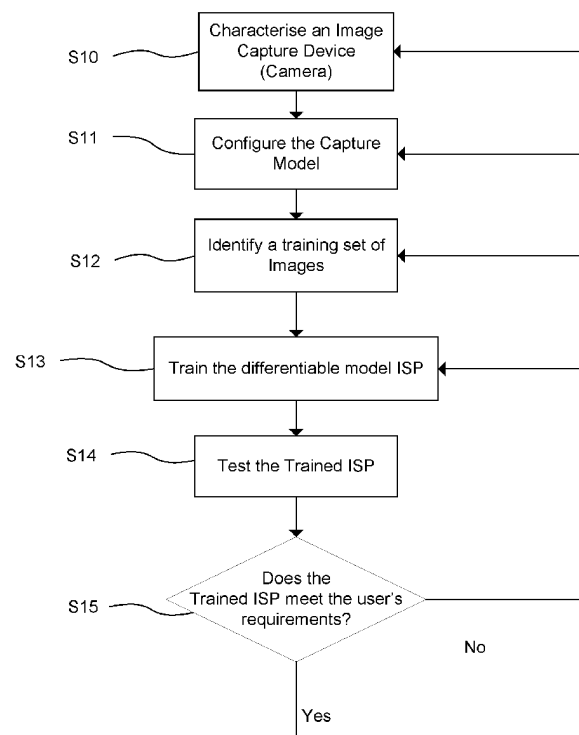 Characterise an Image
Capture Device
(Camera)
S10
Configure the Capture
Model
S11
Identify a training set of
Images
S12
Train the differentiable model ISP
S13
Test the Trained ISP
S14
Does the
Trained ISP meet the user's
requirements?
S15
No
Yes